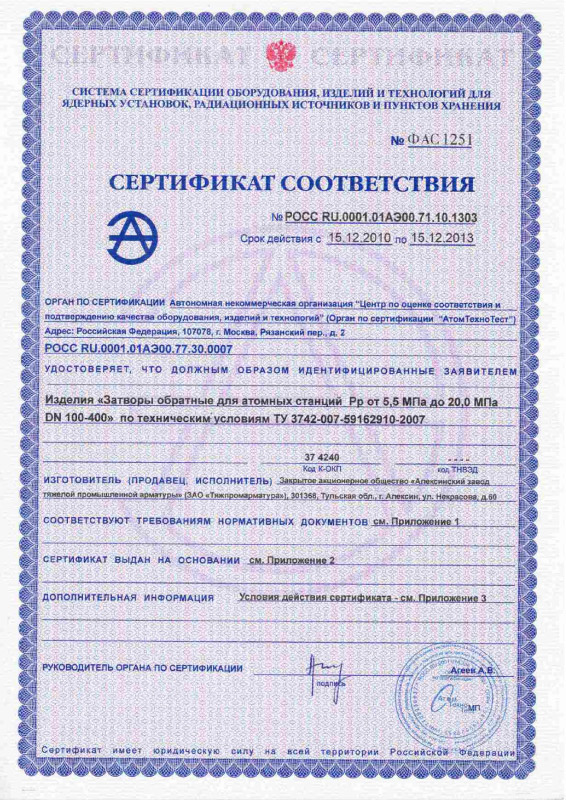 СЕРТИФИКАТ СЕРТИФИКАТ
СИСТЕМА СЕРТИФИКАЦИИ ОБОРУДОВАНИЯ, ИЗДЕЛИЙ И ТЕХНОЛОГИЙ ДЛЯ
ЯДЕРНЫХ УСТАНОВОК, РАДИАЦИОННЫХ ИСТОЧНИКОВ И ПУНКТОВ ХРАНЕНИЯ
№ ФАС 1251
СЕРТИФИКАТ СООТВЕТСТВИЯ
№ РОСС RU.0001.01АЭ00.71.10.1303
Срок действия с 15.12.2010 по 15.12.2013
ОРГАН ПО СЕРТИФИКАЦИИ Автономная некоммерческая организация "Центр по оценке соответствия и
подтверждению качества оборудования, изделий и технологий" (Орган по сертификации "АтомТехноТест")
Адрес: Российская Федерация, 107078, г. Москва, Рязанский пер., д. 2
РОСС RU.0001.01АЭ00.77.30.0007
УДОСТОВЕРЯЕТ, ЧТО ДОЛЖНЫМ ОБРАЗОМ ИДЕНТИФИЦИРОВАННЫЕ ЗАЯВИТЕЛЕМ
Изделия «Затворы обратные для атомных станций Рр от 5,5 МПа до 20,0 МПа
DN 100-400» по техническим условиям ТУ 3742-007-59162910-2007
37 4240 - - - -
Код К-ОКП код ТНВЭД
ИЗГОТОВИТЕЛЬ (ПРОДАВЕЦ, ИСПОЛНИТЕЛЬ) Закрытое акционерное общество «Алексинский завод
тяжелой промышленной арматуры» (ЗАО «Тяжпромарматура»), 301368, Тульская обл., г. Алексин, ул. Некрасова, д.60
СООТВЕТСТВУЮТ ТРЕБОВАНИЯМ НОРМАТИВНЫХ ДОКУМЕНТОВ см. Приложение 1
СЕРТИФИКАТ ВЫДАН НА ОСНОВАНИИ см. Приложение 2
ДОПОЛНИТЕЛЬНАЯ ИНФОРМАЦИЯ Условия действия сертификата - см. Приложение 3
РУКОВОДИТЕЛЬ ОРГАНА ПО СЕРТИФИКАЦИИ Агеев А.В.
подпись
МП
Сертификат имеет юридическую силу на всей территории Российской Федерации